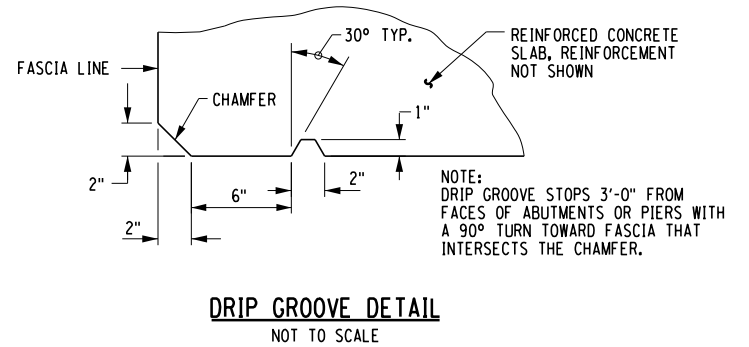 30° TYP.
REINFORCED CONCRETE
SLAB, REINFORCEMENT
NOT SHOWN
FASCIA LINE
CHAMFER
1"
2"
6"
2"
2"
NOTE:
DRIP GROOVE STOPS 3'-0" FROM
FACES OF ABUTMENTS OR PIERS WITH
A 90° TURN TOWARD FASCIA THAT
INTERSECTS THE CHAMFER.
DRIP GROOVE DETAIL
NOT TO SCALE